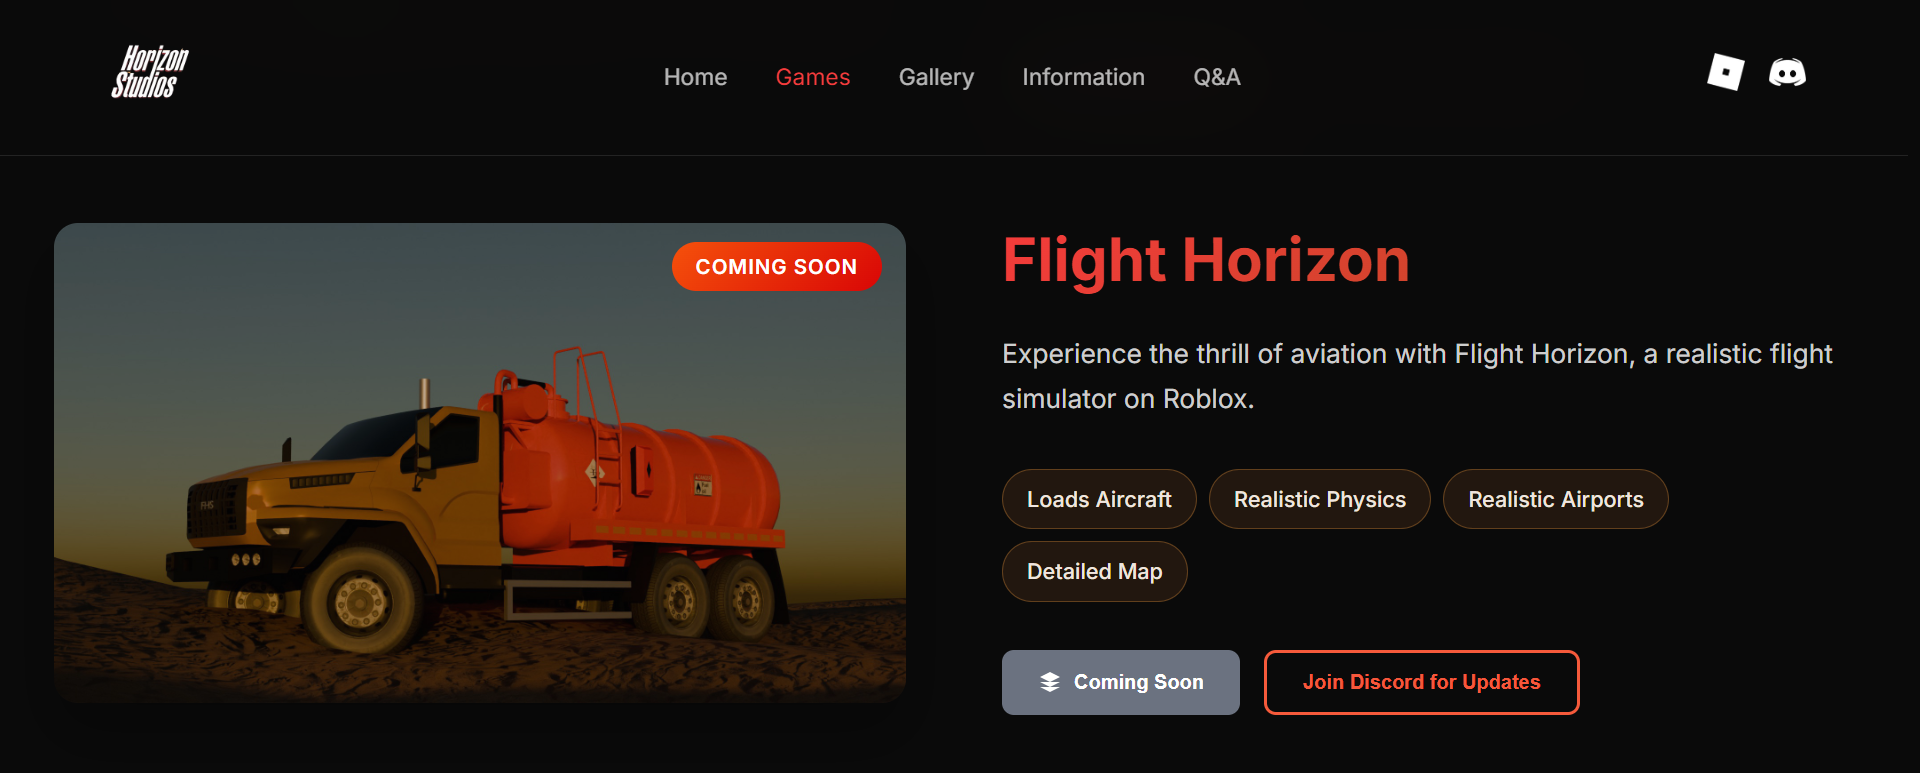 Horizon
Studios
Home
Games
Gallery
Information
Q&A
COMING SOON
FHS
Flight Horizon
Experience the thrill of aviation with Flight Horizon, a realistic flight
simulator on Roblox.
Loads Aircraft
Realistic Physics
Realistic Airports
Detailed Map
Coming Soon
Join Discord for Updates